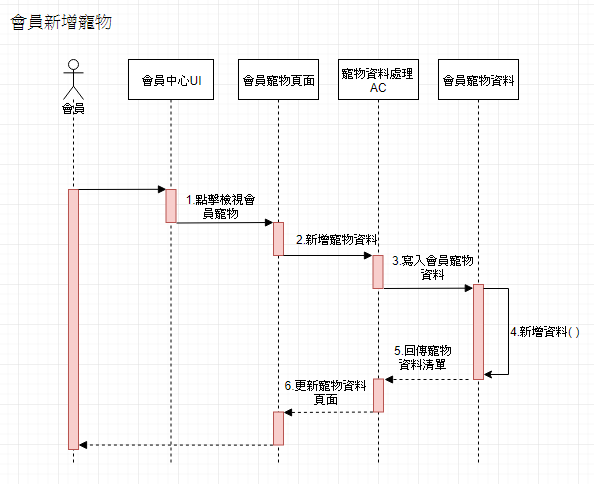 會員新增寵物
會員
會員中心UI
會員寵物頁面
寵物資料處理
AC
會員寵物資料
1.點擊檢視會
員寵物
2.新增寵物資料
3.寫入會員寵物
資料
4.新增資料( )
5.回傳寵物
資料清單
6.更新寵物資料
頁面